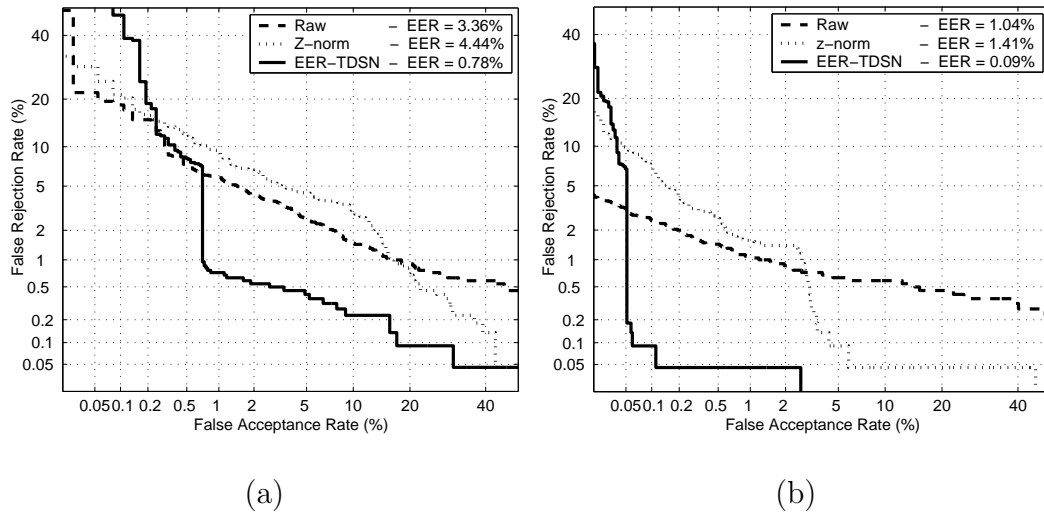 Raw – EER = 3.36%
Z−norm – EER = 4.44%
EER−TDSN – EER = 0.78%
40
20
10
5
2
1
0.5
0.2
0.1
0.05
False Rejection Rate (%)
0.05 0.1 0.2 0.5 1 2 5 10 20 40
False Acceptance Rate (%)
(a)
Raw – EER = 1.04%
z−norm – EER = 1.41%
EER−TDSN – EER = 0.09%
40
20
10
5
2
1
0.5
0.2
0.1
0.05
False Rejection Rate (%)
0.05 0.1 0.2 0.5 1 2 5 10 20 40
False Acceptance Rate (%)
(b)